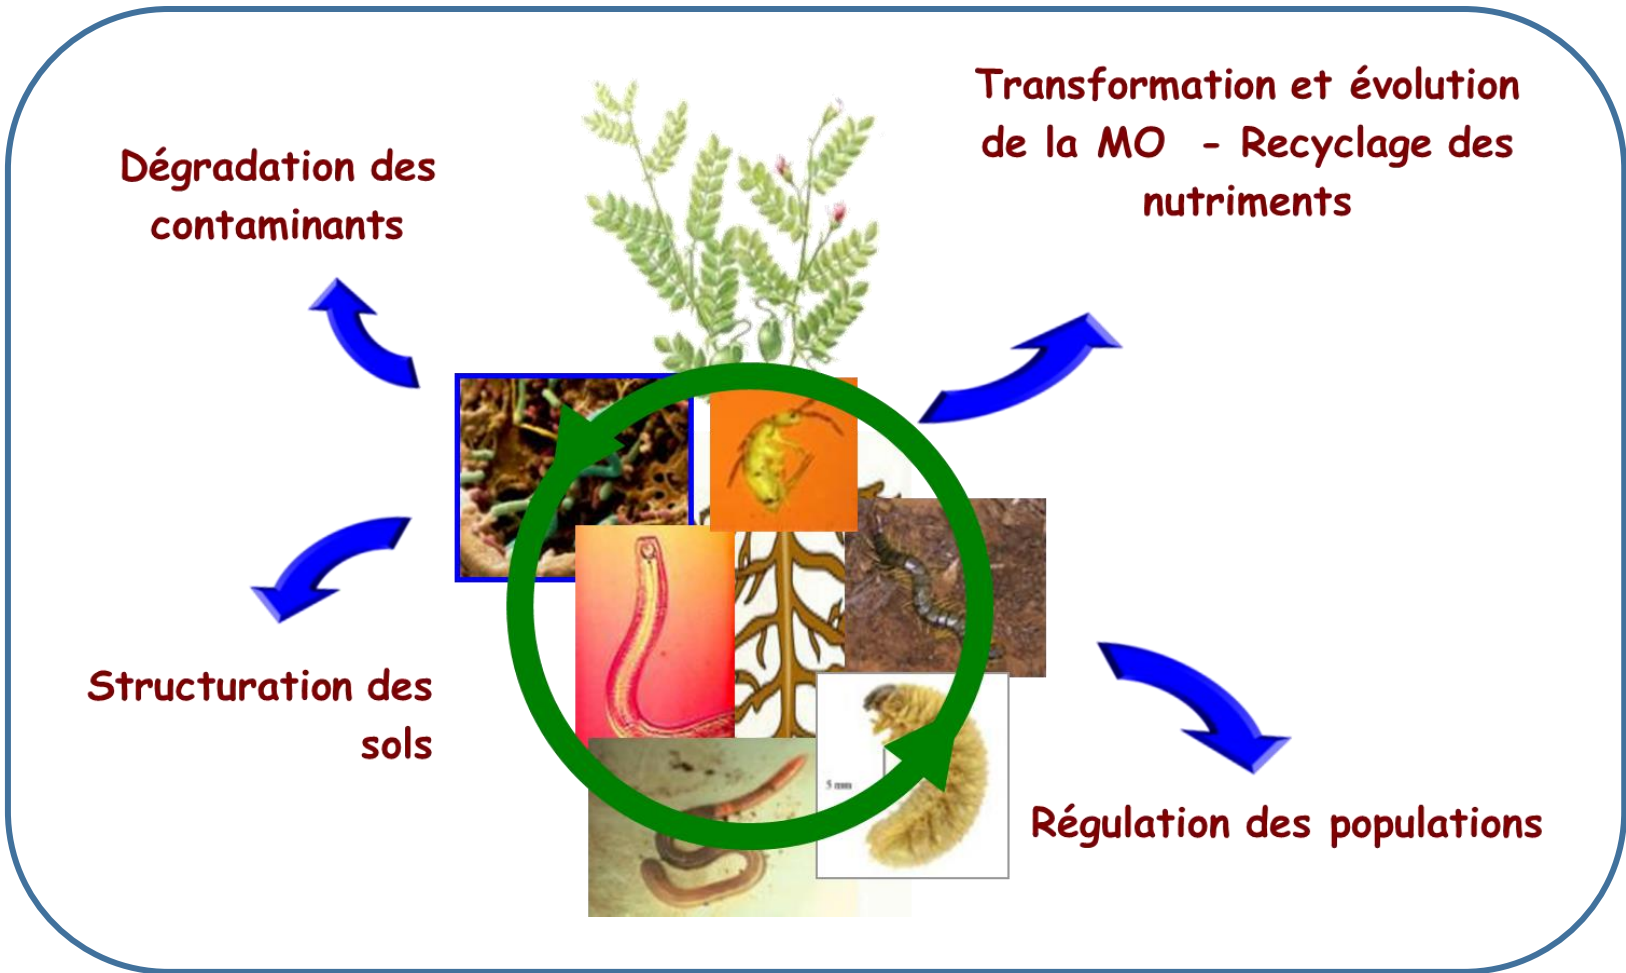 Transformation et évolution
de la MO - Recyclage des
nutriments
Dégradation des
contaminants
Structuration des
sols
5 mm
Régulation des populations